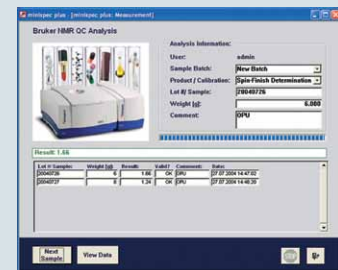 minispec plus - [minispec plus: Measurement]
Bruker NMR QC Analysis
Analysis Information:
User: admin
Sample Batch: New Batch
Product / Calibration: Spin-Finish Determination
Lot #/ Sample: 20040726
Weight [g]: 6.000
Comment: OPU
Result: 1.66
Lot #/ Sample: Weight [g]: Result: Valid? Comment: Date:
20040726 6 1.66 OK OPU 27.07.2004 14:47:02
20040727 6 1.24 OK OPU 27.07.2004 14:48:20
Next Sample View Data